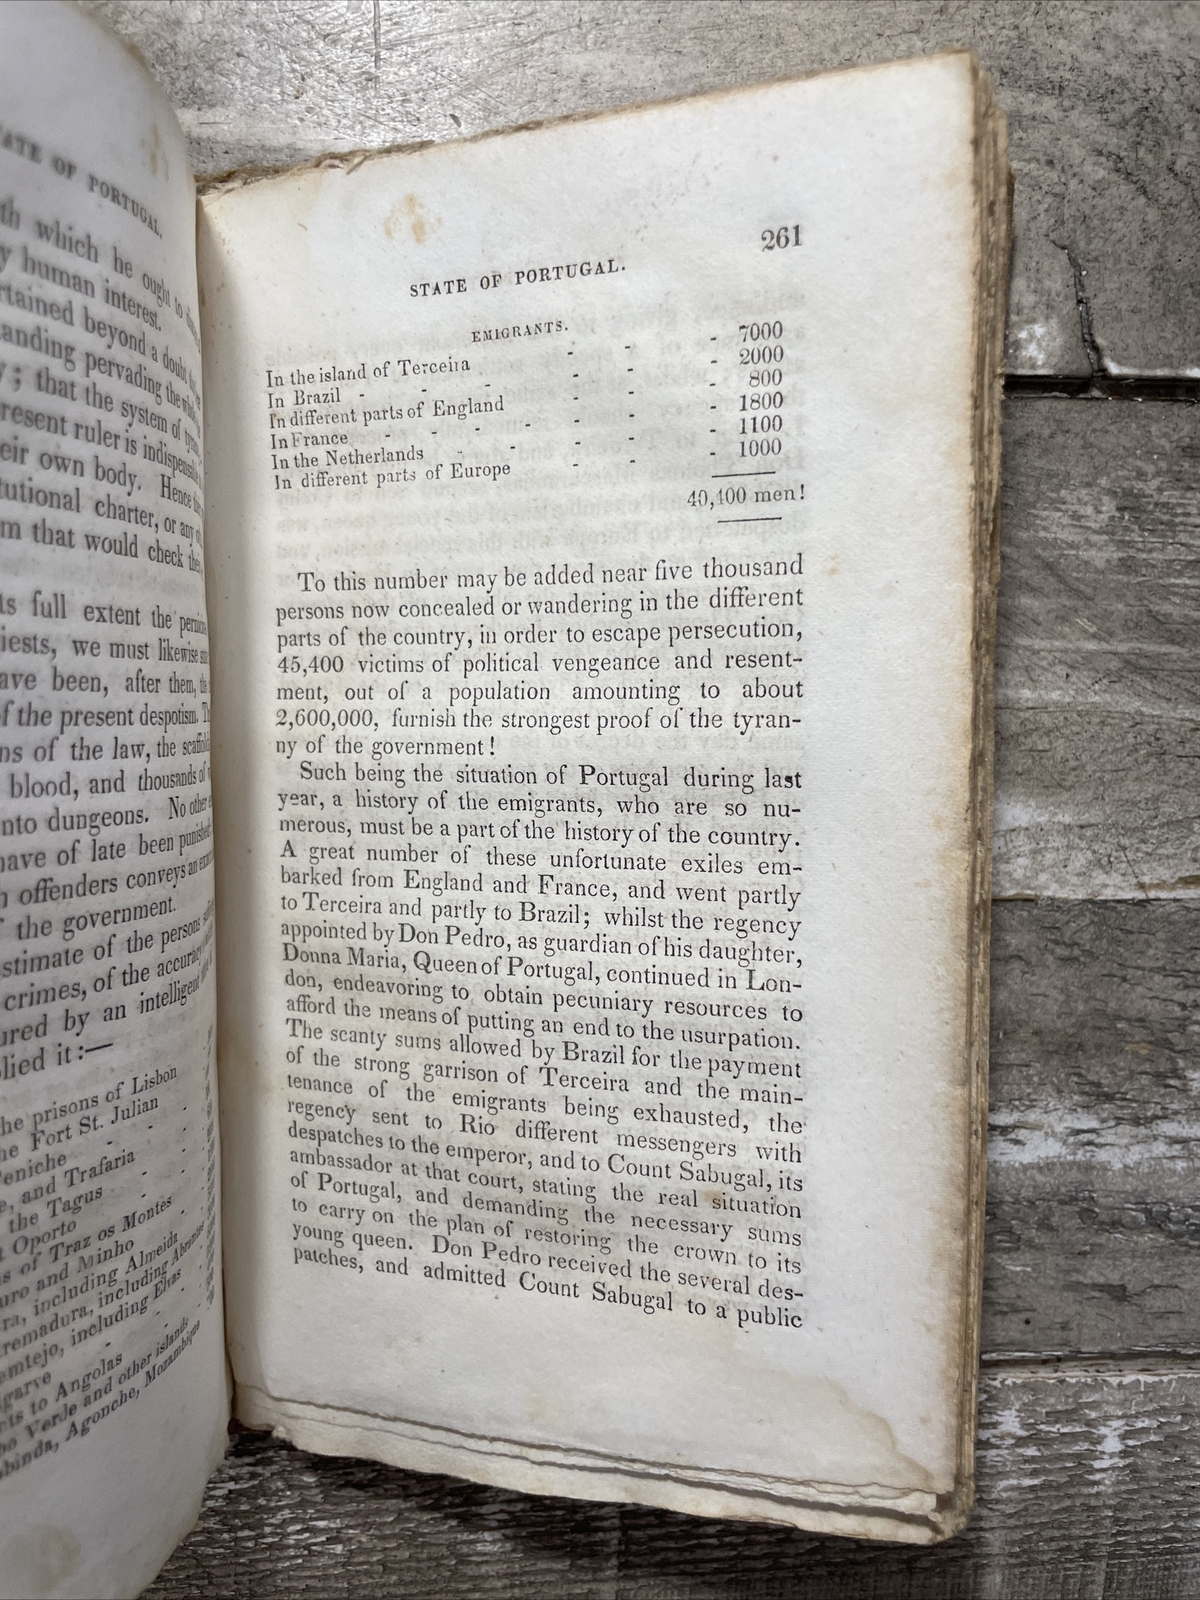 STATE OF PORTUGAL.
which he ought to
human interest.
beyond a doubt
pervading the
; that the system of
present ruler is
their own body. Hence
charter, or any
that would check
full extent the
we must likewise
have been, after them, the
of the present despotism.
of the law, the
blood, and thousands of
into dungeons. No other
have of late been punished
offenders conveys an
the government.
estimate of the persons
crimes, of the accuracy
by an intelligent
it:—
the prisons of Lisbon
Fort St. Julian
Peniche
and Trafaria
the Tagus
Oporto
of Traz os Montes
and Minho
including Almeida
including Abrantes
including Elvas
to Angolas
Verde and other islands
Agonche, Mozambique
261
STATE OF PORTUGAL.
EMIGRANTS.
In the island of Terceira - - - 7000
In Brazil - - - - - - 2000
In different parts of England - - - 800
In France - - - - - - - 1800
In the Netherlands - - - - - 1100
In different parts of Europe - - - 1000
40,400 men!
To this number may be added near five thousand
persons now concealed or wandering in the different
parts of the country, in order to escape persecution,
45,400 victims of political vengeance and resent-
ment, out of a population amounting to about
2,600,000, furnish the strongest proof of the tyran-
ny of the government!
Such being the situation of Portugal during last
year, a history of the emigrants, who are so nu-
merous, must be a part of the history of the country.
A great number of these unfortunate exiles em-
barked from England and France, and went partly
to Terceira and partly to Brazil; whilst the regency
appointed by Don Pedro, as guardian of his daughter,
Donna Maria, Queen of Portugal, continued in Lon-
don, endeavoring to obtain pecuniary resources to
afford the means of putting an end to the usurpation.
The scanty sums allowed by Brazil for the payment
of the strong garrison of Terceira and the main-
tenance of the emigrants being exhausted, the
regency sent to Rio different messengers with
despatches to the emperor, and to Count Sabugal, its
ambassador at that court, stating the real situation
of Portugal, and demanding the necessary sums
to carry on the plan of restoring the crown to its
young queen. Don Pedro received the several des-
patches, and admitted Count Sabugal to a public